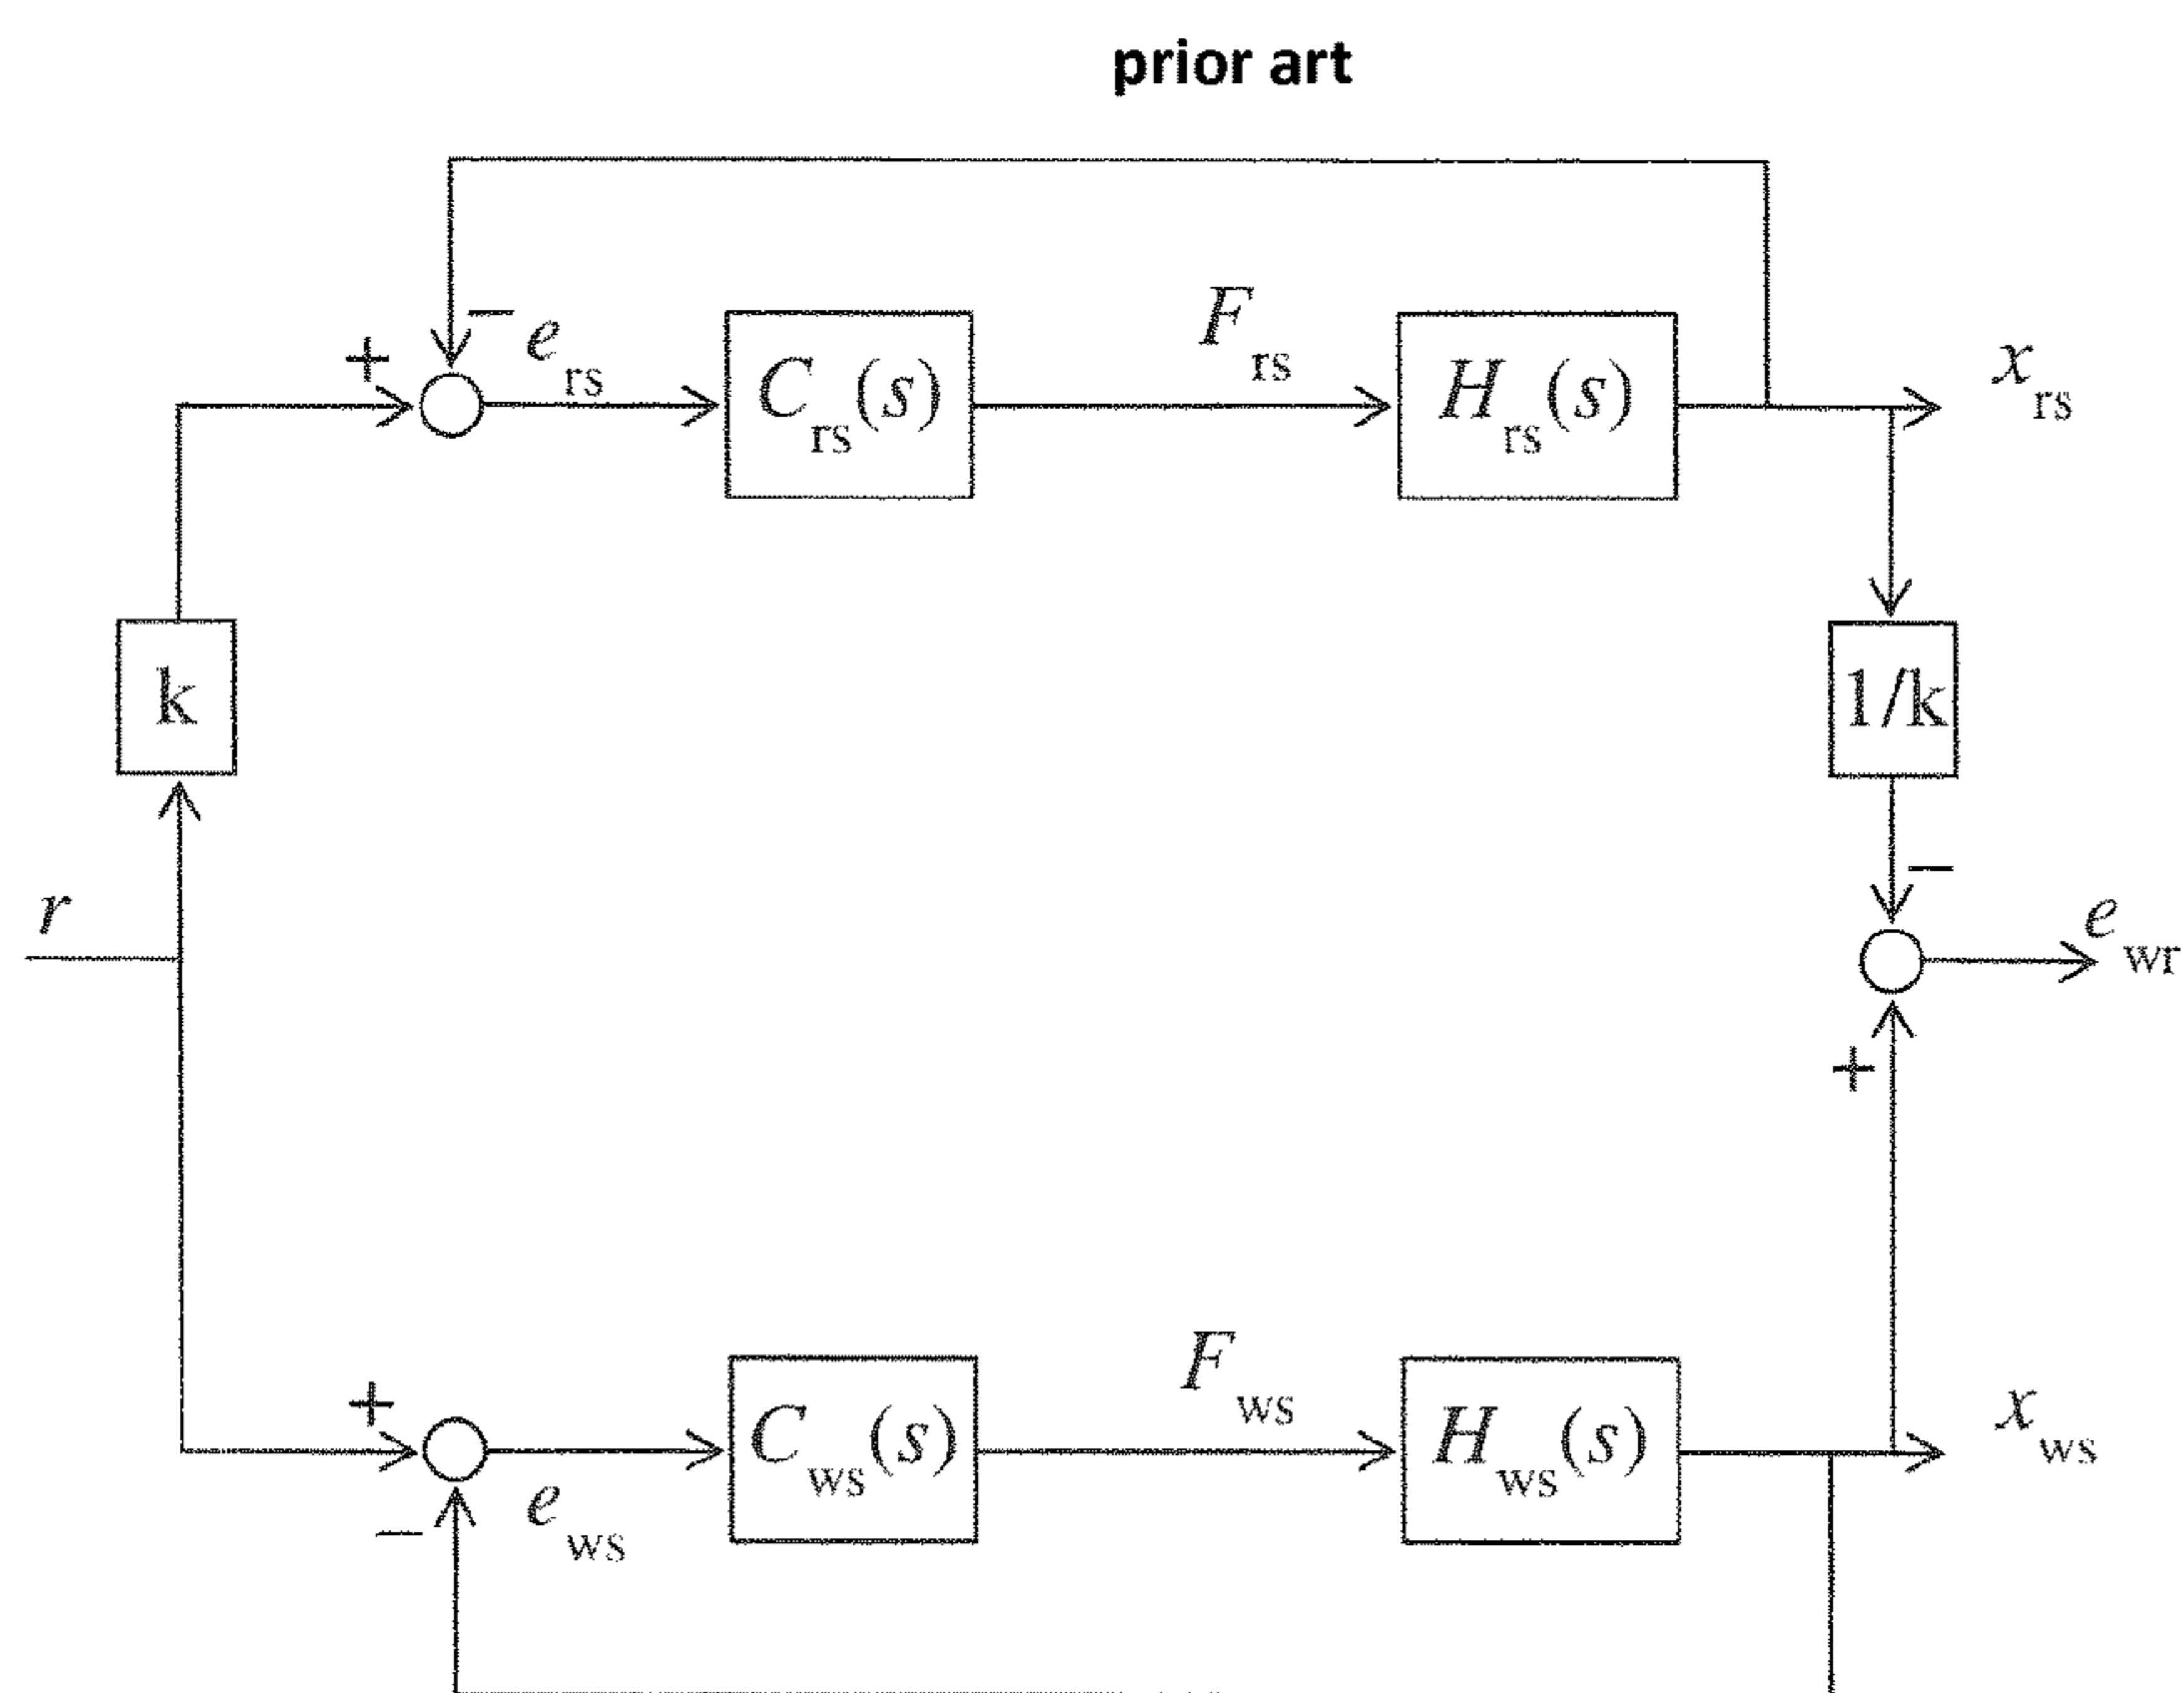 prior art
F_rs
+ − e_rs C_rs(s) H_rs(s) x_rs
k 1/k
−
r e_wr
+
F_ws
+ C_ws(s) H_ws(s) x_ws
− e_ws